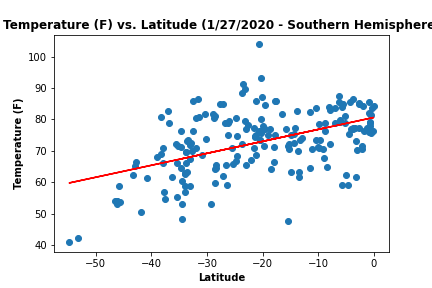 Temperature (F) vs. Latitude (1/27/2020 - Southern Hemisphere
100
90
80
70
60
50
40
Temperature (F)
−50 −40 −30 −20 −10 0
Latitude